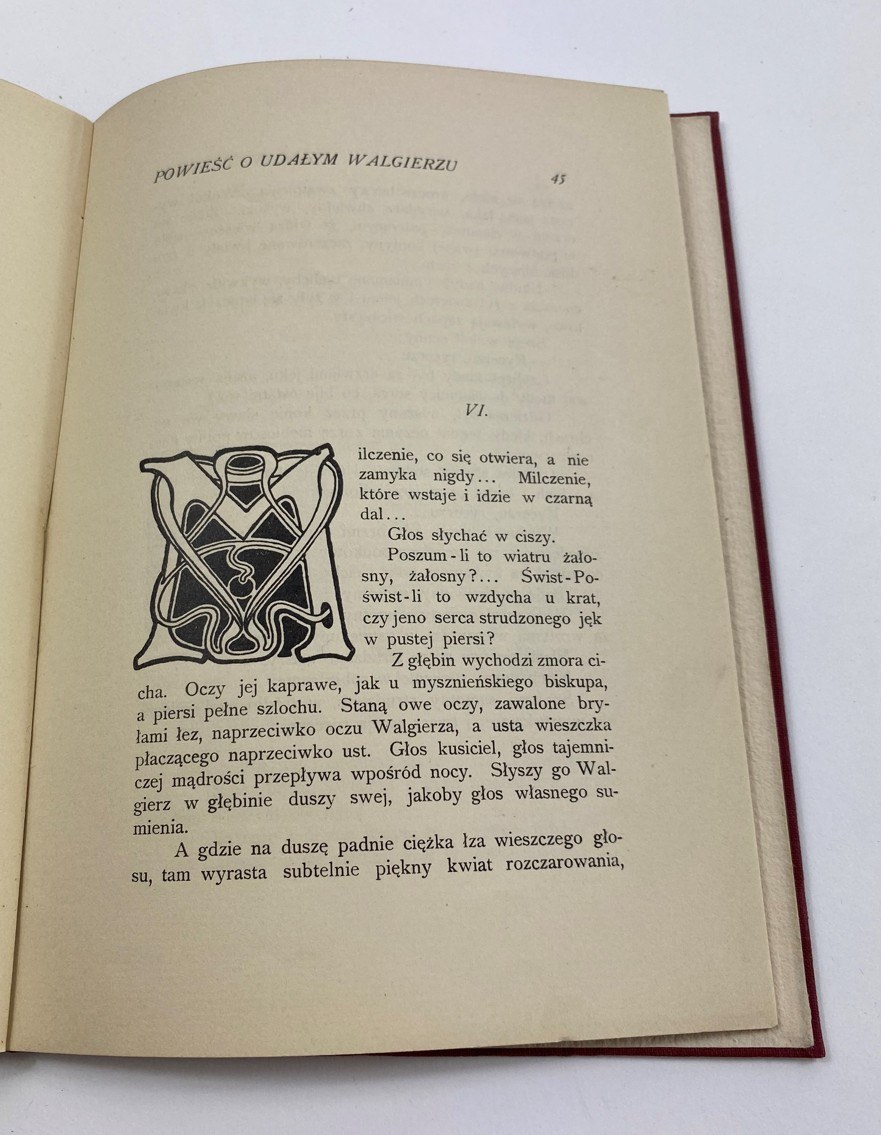 POWIEŚĆ O UDAŁYM WALGIERZU 45
VI.
Milczenie, co się otwiera, a nie
zamyka nigdy... Milczenie,
które wstaje i idzie w czarną
dal...
Głos słychać w ciszy.
Poszum-li to wiatru żało-
sny, żałosny?... Świst-Po-
świst-li to wzdycha u krat,
czy jeno serca strudzonego jęk
w pustej piersi?
Z głębin wychodzi zmora ci-
cha. Oczy jej kaprawe, jak u mysznieńskiego biskupa,
a piersi pełne szlochu. Staną owe oczy, zawalone bry-
łami łez, naprzeciwko oczu Walgierza, a usta wieszczka
płaczącego naprzeciwko ust. Głos kusiciel, głos tajemni-
czej mądrości przepływa wpośród nocy. Słyszy go Wal-
gierz w głębinie duszy swej, jakoby głos własnego su-
mienia.
A gdzie na duszę padnie ciężka łza wieszczego gło-
su, tam wyrasta subtelnie piękny kwiat rozczarowania,